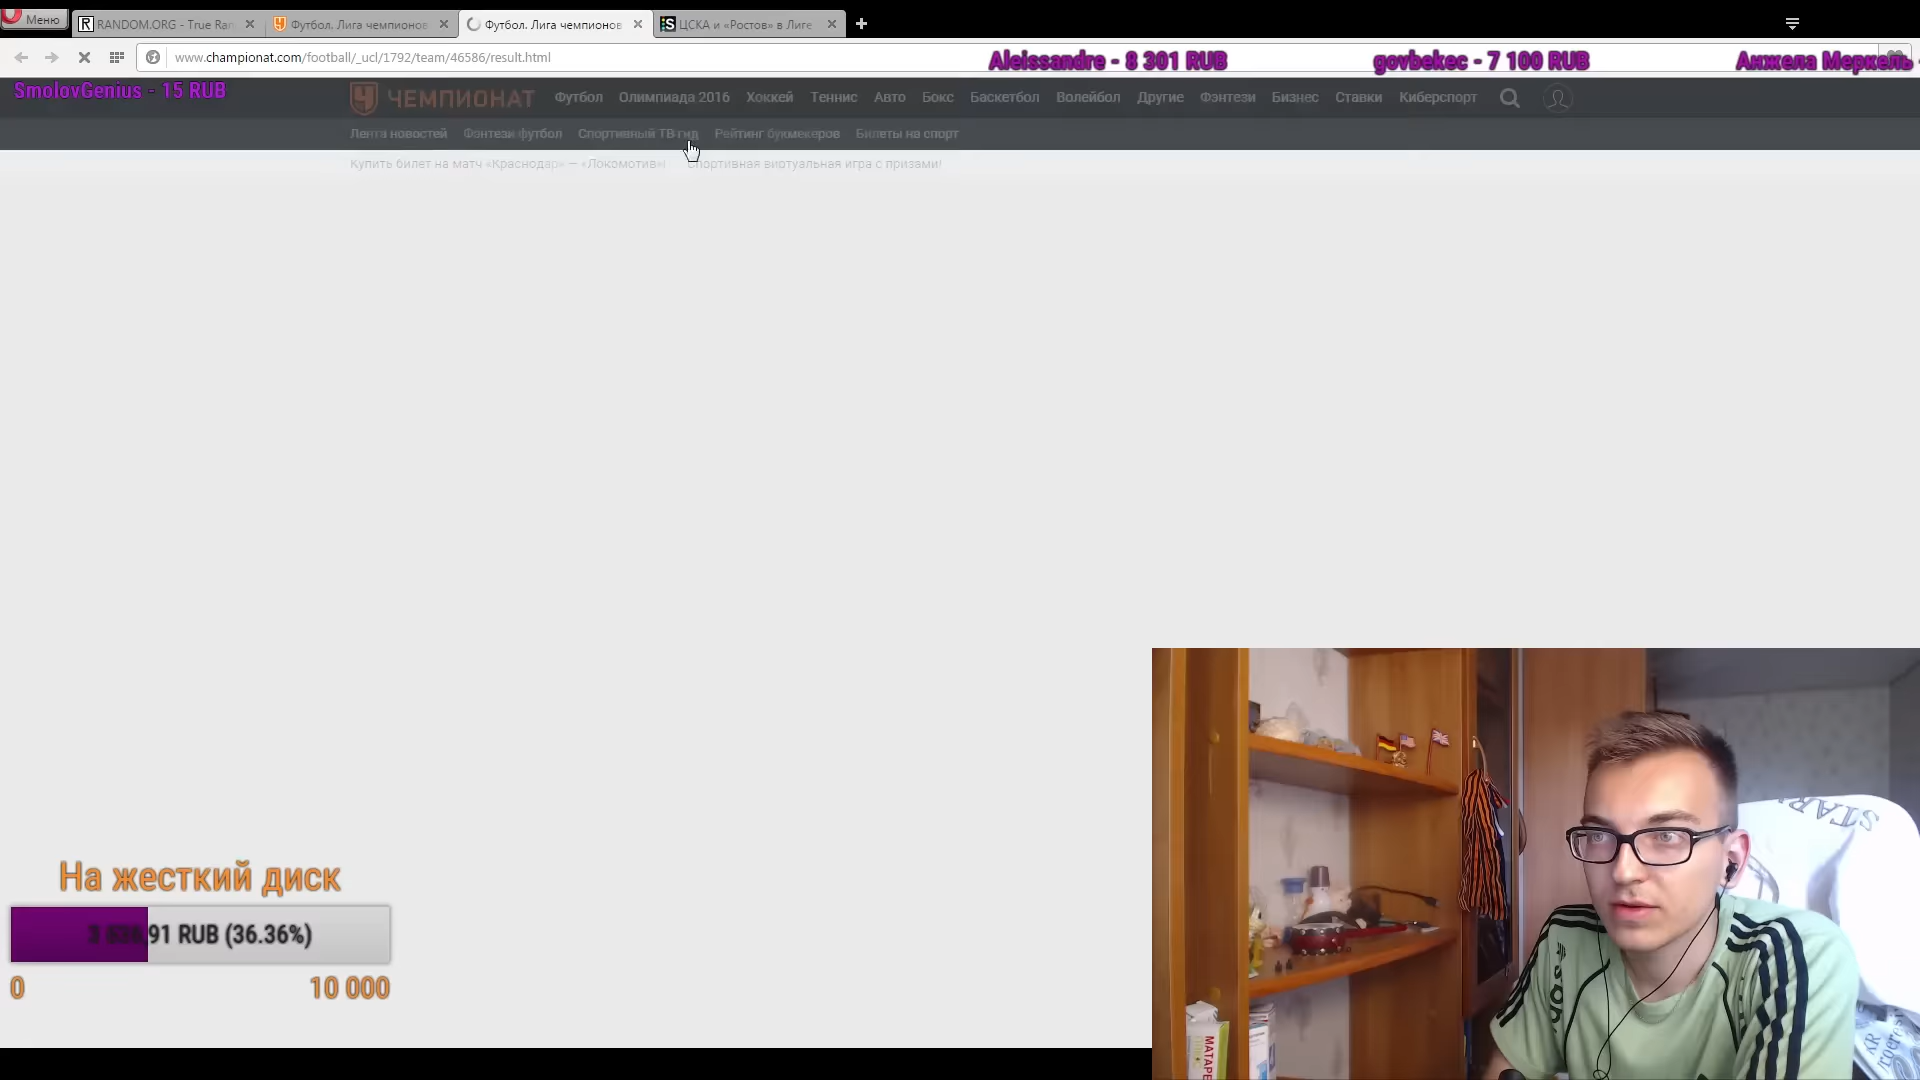 Меню
RANDOM.ORG - True Ran
Футбол. Лига чемпионов
Футбол. Лига чемпионов
ЦСКА и «Ростов» в Лиге
www.championat.com/football/_ucl/1792/team/46586/result.html
Aleissandre - 8 301 RUB
govbekec - 7 100 RUB
Анжела Меркель -
SmolovGenius - 15 RUB
ЧЕМПИОНАТ
Футбол
Олимпиада 2016
Хоккей
Теннис
Авто
Бокс
Баскетбол
Волейбол
Другие
Фэнтези
Бизнес
Ставки
Киберспорт
Лента новостей
Фэнтези футбол
Спортивный ТВ-гид
Рейтинг букмекеров
Билеты на спорт
Купить билет на матч «Краснодар» — «Локомотив»!
Спортивная виртуальная игра с призами!
На жесткий диск
91 RUB (36.36%)
0
10 000
STAR